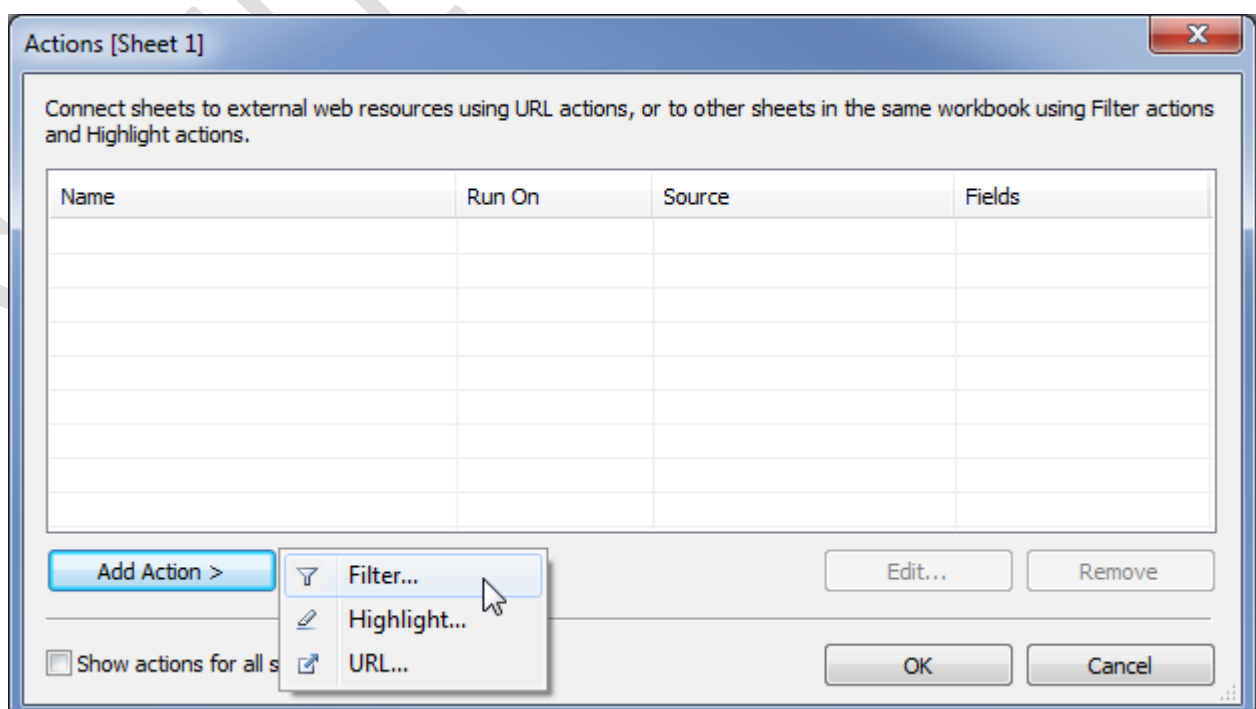 Actions [Sheet 1]
Connect sheets to external web resources using URL actions, or to other sheets in the same workbook using Filter actions
and Highlight actions.
Name Run On Source Fields
Add Action > Filter... Edit... Remove
Highlight...
Show actions for all s URL... OK Cancel